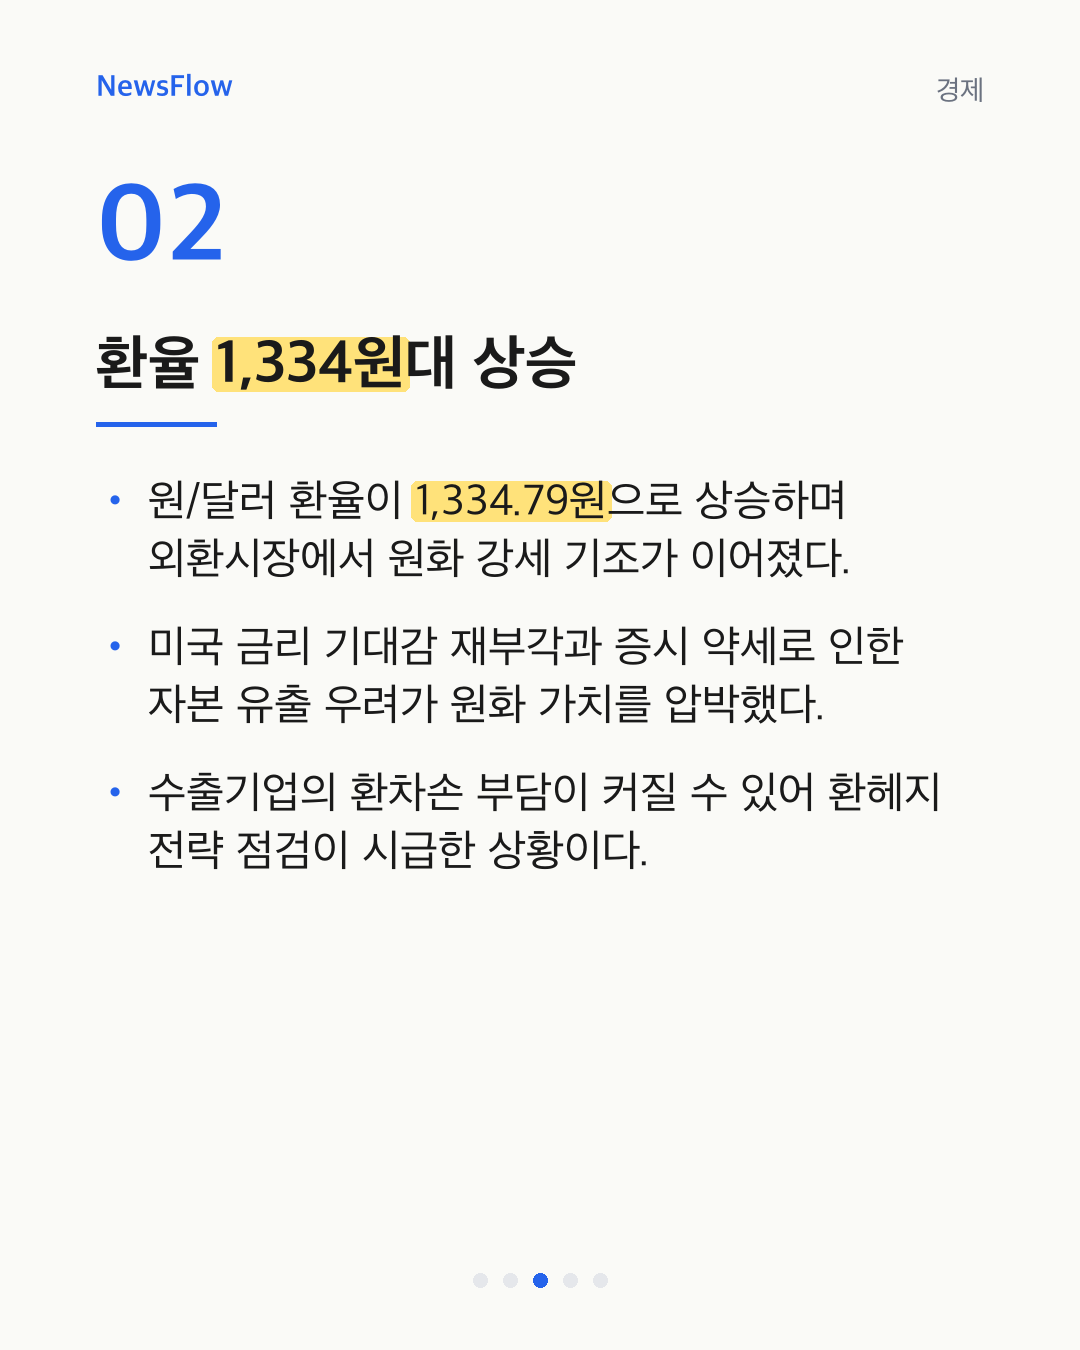 NewsFlow
경제
02
환율 1,334원대 상승
• 원/달러 환율이 1,334.79원으로 상승하며
외환시장에서 원화 강세 기조가 이어졌다.
• 미국 금리 기대감 재부각과 증시 약세로 인한
자본 유출 우려가 원화 가치를 압박했다.
• 수출기업의 환차손 부담이 커질 수 있어 환헤지
전략 점검이 시급한 상황이다.